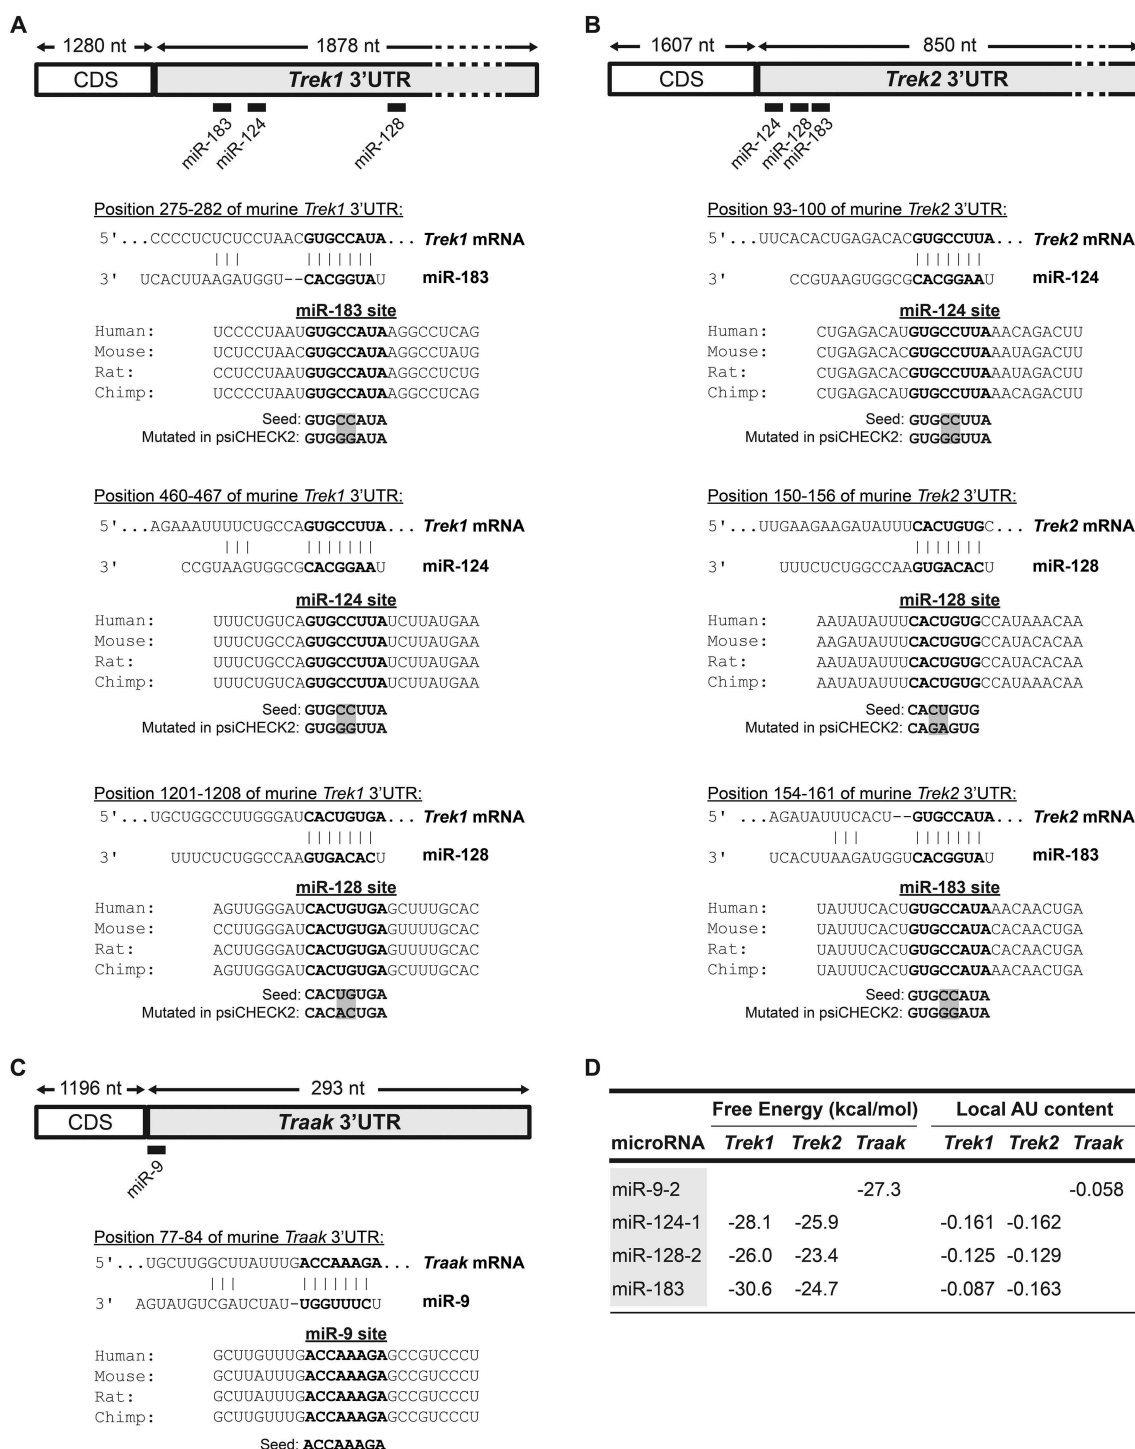 A
1280 nt 1878 nt
CDS Trek1 3'UTR
miR-183 miR-124 miR-128
Position 275-282 of murine Trek1 3'UTR:
5'...CCCCUCUCUCCUAACGUGCCAUA... Trek1 mRNA
3' UCACUUAAGAUGGU--CACGGUAU miR-183
miR-183 site
Human: UCCCCUAAUGUGCCAUAAGGCCUCAG
Mouse: UCUCCUAACGUGCCAUAAGGCCUAUG
Rat: CCUCCUAAUGUGCCAUAAGGCCUCUG
Chimp: UCCCCUAAUGUGCCAUAAGGCCUCAG
Seed: GUGCCAUA
Mutated in psiCHECK2: GUGGGAUA
Position 460-467 of murine Trek1 3'UTR:
5'...AGAAAUUUUCUGCCAGUGCCUUA... Trek1 mRNA
3' CCGUAAGUGGCGCACGGAAU miR-124
miR-124 site
Human: UUUCUGUCAGUGCCUUAUCUUAUGAA
Mouse: UUUCUGCCAGUGCCUUAUCUUAUGAA
Rat: UUUCUGCCAGUGCCUUAUCUUAUGAA
Chimp: UUUCUGUCAGUGCCUUAUCUUAUGAA
Seed: GUGCCUUA
Mutated in psiCHECK2: GUGGGUUA
Position 1201-1208 of murine Trek1 3'UTR:
5'...UGCUGGCCUUGGGAUCACUGUGA... Trek1 mRNA
3' UUUCUCUGGCCAAGUGACACU miR-128
miR-128 site
Human: AGUUGGGAUCACUGUGAGCUUUGCAC
Mouse: CCUUGGGAUCACUGUGAGUUUUGCAC
Rat: ACUUGGGAUCACUGUGAGUUUUGCAC
Chimp: AGUUGGGAUCACUGUGAGCUUUGCAC
Seed: CACUGUGA
Mutated in psiCHECK2: CACACUGA
B
1607 nt 850 nt
CDS Trek2 3'UTR
miR-124 miR-128 miR-183
Position 93-100 of murine Trek2 3'UTR:
5'...UUCACACUGAGACACGUGCCUUA... Trek2 mRNA
3' CCGUAAGUGGCGCACGGAAU miR-124
miR-124 site
Human: CUGAGACAUGUGCCUUAAACAGACUU
Mouse: CUGAGACACGUGCCUUAAAUAGACUU
Rat: CUGAGACACGUGCCUUAAAUAGACUU
Chimp: CUGAGACAUGUGCCUUAAACAGACUU
Seed: GUGCCUUA
Mutated in psiCHECK2: GUGGGUUA
Position 150-156 of murine Trek2 3'UTR:
5'...UUGAAGAAGAUAUUUCACUGUGC... Trek2 mRNA
3' UUUCUCUGGCCAAGUGACACU miR-128
miR-128 site
Human: AAUAUAUUUCACUGUGCCAUAAACAA
Mouse: AAGAUAUUUCACUGUGCCAUACACAA
Rat: AAUAUAUUUCACUGUGCCAUACACAA
Chimp: AAUAUAUUUCACUGUGCCAUAAACAA
Seed: CACUGUG
Mutated in psiCHECK2: CAGAGUG
Position 154-161 of murine Trek2 3'UTR:
5' ...AGAUAUUUCACU--GUGCCAUA... Trek2 mRNA
3' UCACUUAAGAUGGUCACGGUAU miR-183
miR-183 site
Human: UAUUUCACUGUGCCAUAAACAACUGA
Mouse: UAUUUCACUGUGCCAUACACAACUGA
Rat: UAUUUCACUGUGCCAUACACAACUGA
Chimp: UAUUUCACUGUGCCAUAAACAACUGA
Seed: GUGCCAUA
Mutated in psiCHECK2: GUGGGAUA
C
1196 nt 293 nt
CDS Traak 3'UTR
miR-9
Position 77-84 of murine Traak 3'UTR:
5'...UGCUUGGCUUAUUUGACCAAAGA... Traak mRNA
3' AGUAUGUCGAUCUAU-UGGUUUCU miR-9
miR-9 site
Human: GCUUGUUUGACCAAAGAGCCGUCCCU
Mouse: GCUUAUUUGACCAAAGAGCCGUCCCU
Rat: GCUUAUUUGACCAAAGAGCCGUCCCU
Chimp: GCUUGUUUGACCAAAGAGCCGUCCCU
Seed: ACCAAAGA
D
Free Energy (kcal/mol) Local AU content
microRNA Trek1 Trek2 Traak Trek1 Trek2 Traak
miR-9-2 -27.3 -0.058
miR-124-1 -28.1 -25.9 -0.161 -0.162
miR-128-2 -26.0 -23.4 -0.125 -0.129
miR-183 -30.6 -24.7 -0.087 -0.163